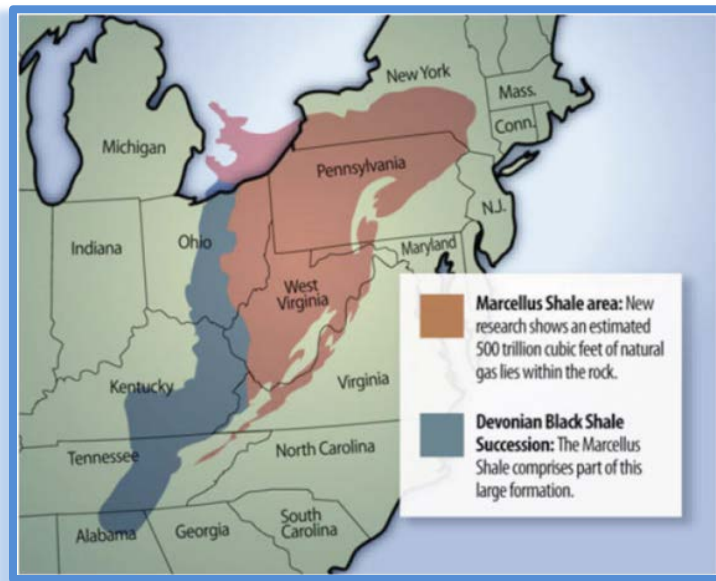 New York
Mass.
Conn.
Michigan
Pennsylvania
N.J.
Ohio
Indiana
Maryland
West
Virginia
Kentucky
Virginia
Tennessee
North Carolina
South
Carolina
Alabama
Georgia
Marcellus Shale area: New
research shows an estimated
500 trillion cubic feet of natural
gas lies within the rock.
Devonian Black Shale
Succession: The Marcellus
Shale comprises part of this
large formation.